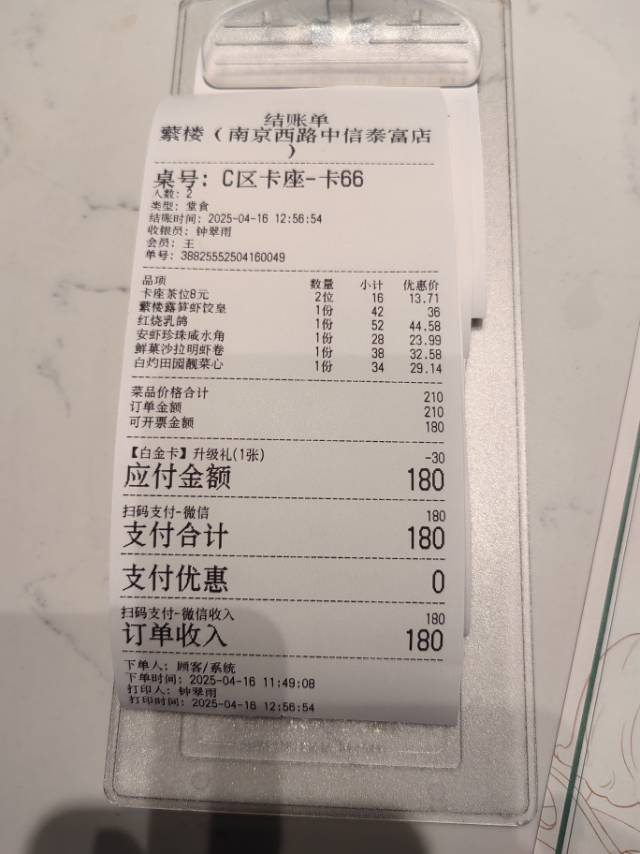 结账单
蘩楼（南京西路中信泰富店
）
桌号: C区卡座-卡66
人数: 2
类型: 堂食
结账时间: 2025-04-16 12:56:54
收银员: 钟翠雨
会员: 王
单号: 38825552504160049
品项 数量 小计 优惠价
卡座茶位8元 2位 16 13.71
蘩楼露笋虾饺皇 1份 42 36
红烧乳鸽 1份 52 44.58
安虾珍珠咸水角 1份 28 23.99
鲜菓沙拉明虾卷 1份 38 32.58
白灼田园靓菜心 1份 34 29.14
菜品价格合计 210
订单金额 210
可开票金额 180
【白金卡】升级礼(1张) -30
应付金额 180
扫码支付-微信 180
支付合计 180
支付优惠 0
扫码支付-微信收入 180
订单收入 180
下单人: 顾客/系统
下单时间: 2025-04-16 11:49:08
打印人: 钟翠雨
打印时间: 2025-04-16 12:56:54